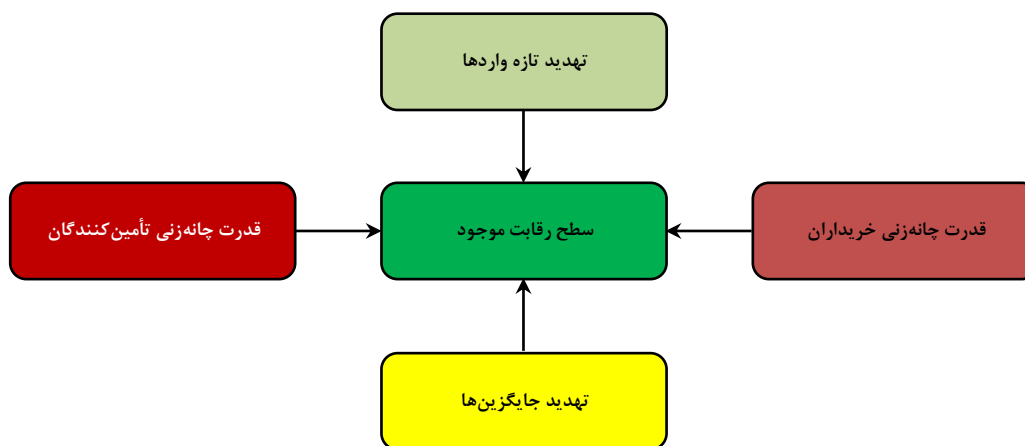 تهدید تازه واردها
قدرت چانه‌زنی خریداران
سطح رقابت موجود
قدرت چانه‌زنی تأمین‌کنندگان
تهدید جایگزین‌ها